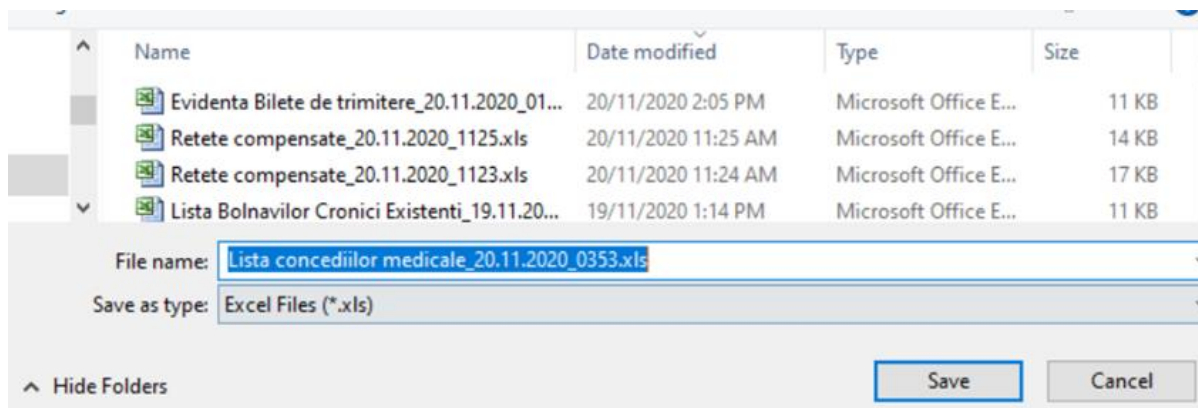 Name Date modified Type Size
Evidenta Bilete de trimitere_20.11.2020_01... 20/11/2020 2:05 PM Microsoft Office E... 11 KB
Retete compensate_20.11.2020_1125.xls 20/11/2020 11:25 AM Microsoft Office E... 14 KB
Retete compensate_20.11.2020_1123.xls 20/11/2020 11:24 AM Microsoft Office E... 17 KB
Lista Bolnavilor Cronici Existenti_19.11.20... 19/11/2020 1:14 PM Microsoft Office E... 11 KB
File name: Lista concediilor medicale_20.11.2020_0353.xls
Save as type: Excel Files (*.xls)
Hide Folders Save Cancel